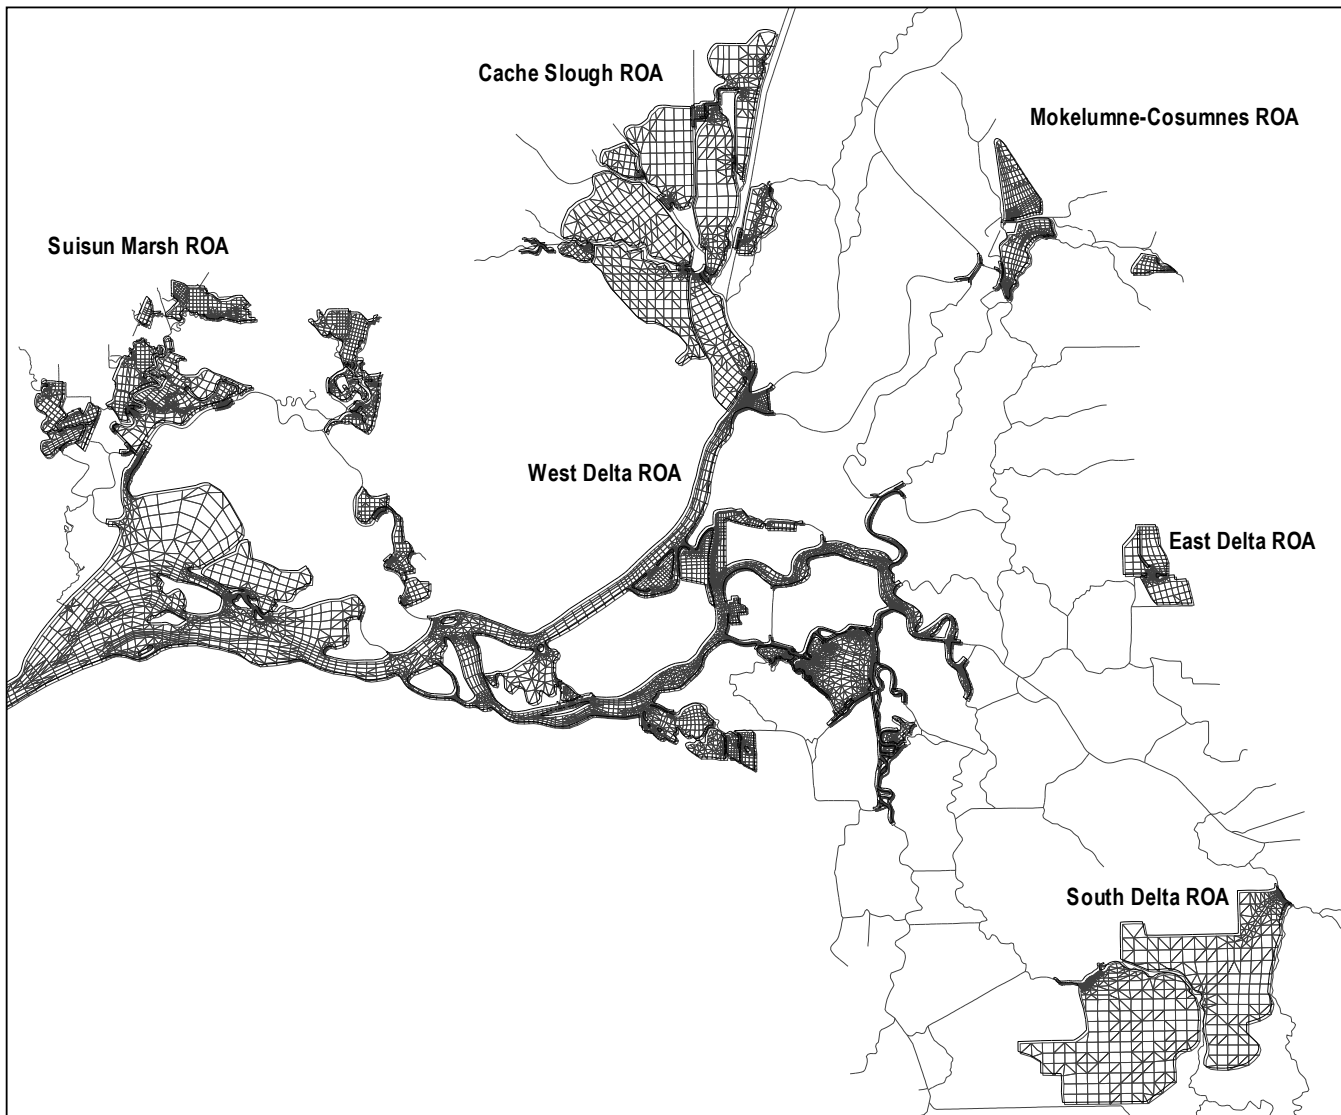 Cache Slough ROA
Mokelumne-Cosumnes ROA
Suisun Marsh ROA
West Delta ROA
East Delta ROA
South Delta ROA